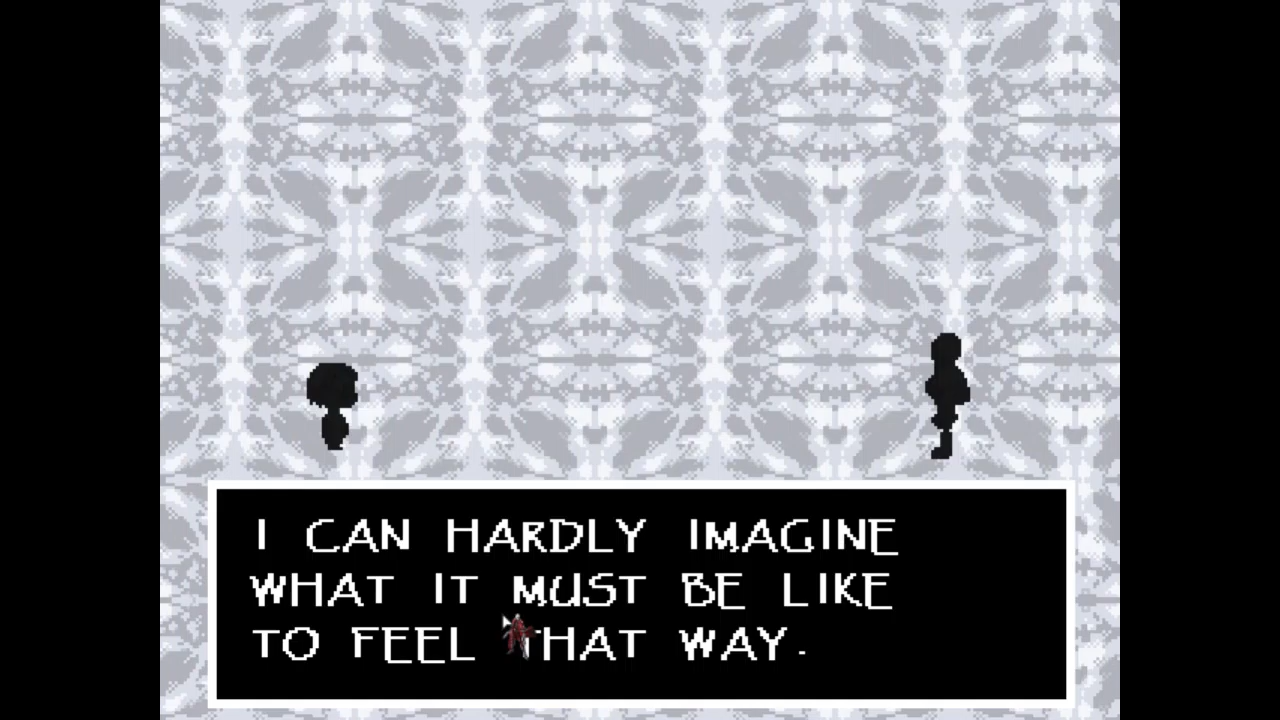 I CAN HARDLY IMAGINE
WHAT IT MUST BE LIKE
TO FEEL THAT WAY.